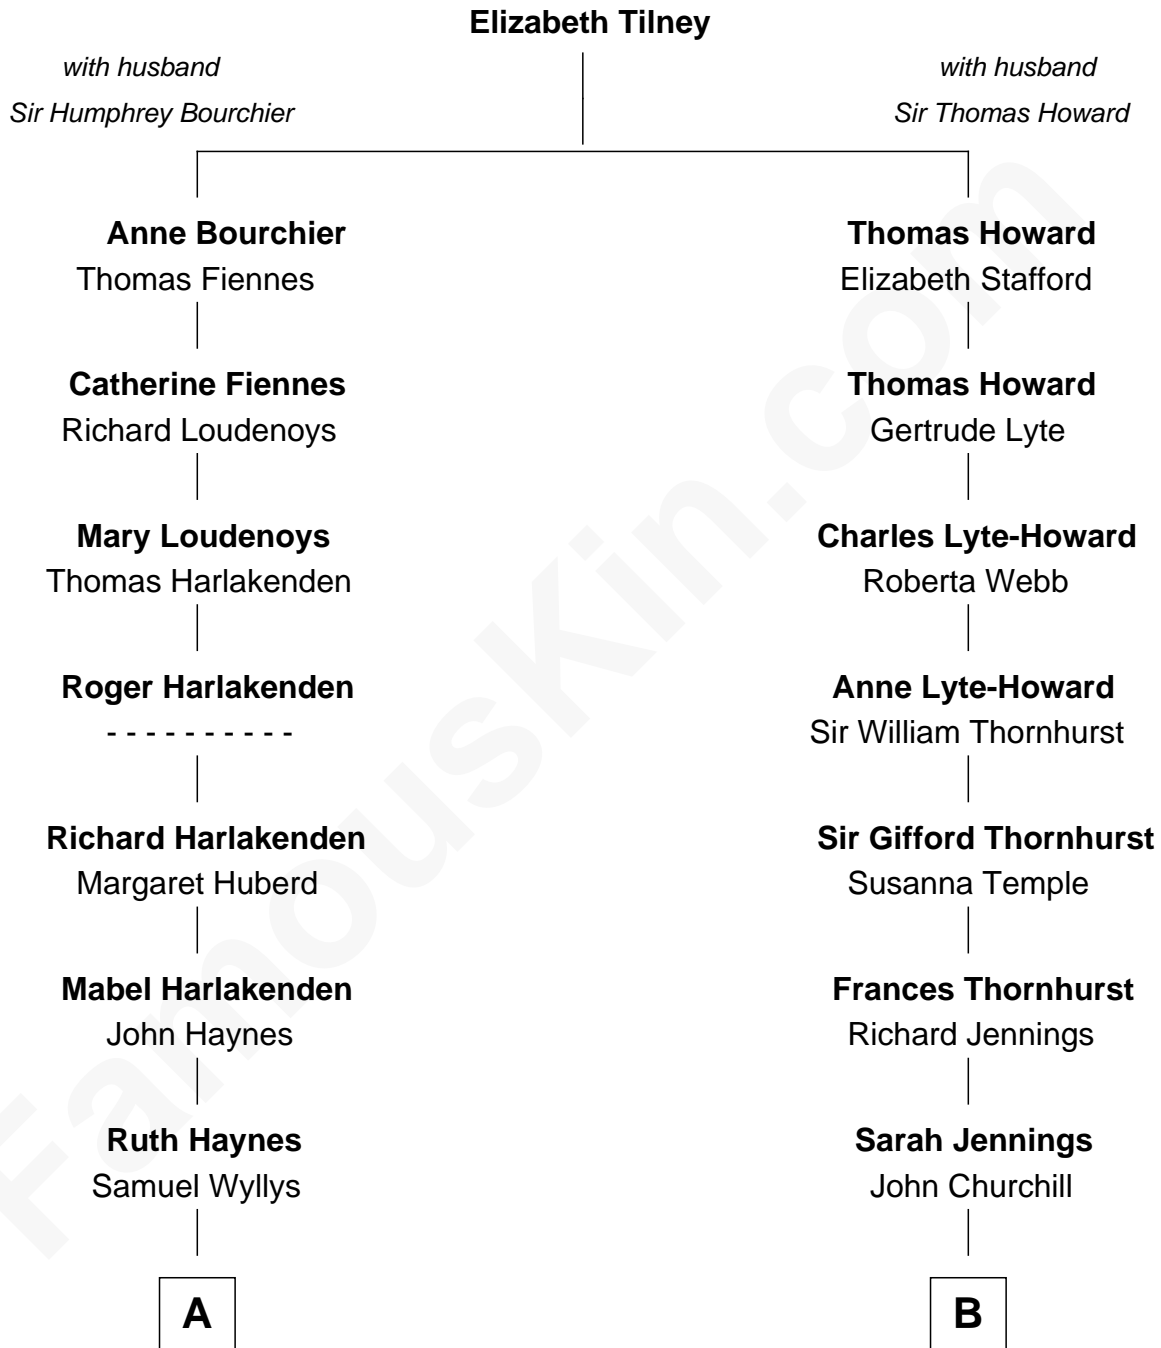 Elizabeth Tilney
with husband
Sir Humphrey Bourchier
with husband
Sir Thomas Howard
Anne Bourchier
Thomas Fiennes
Thomas Howard
Elizabeth Stafford
Catherine Fiennes
Richard Loudenoys
Thomas Howard
Gertrude Lyte
Mary Loudenoys
Thomas Harlakenden
Charles Lyte-Howard
Roberta Webb
Roger Harlakenden
- - - - - - - - - -
Anne Lyte-Howard
Sir William Thornhurst
Richard Harlakenden
Margaret Huberd
Sir Gifford Thornhurst
Susanna Temple
Mabel Harlakenden
John Haynes
Frances Thornhurst
Richard Jennings
Ruth Haynes
Samuel Wyllys
Sarah Jennings
John Churchill
A
B
FamousKin.com